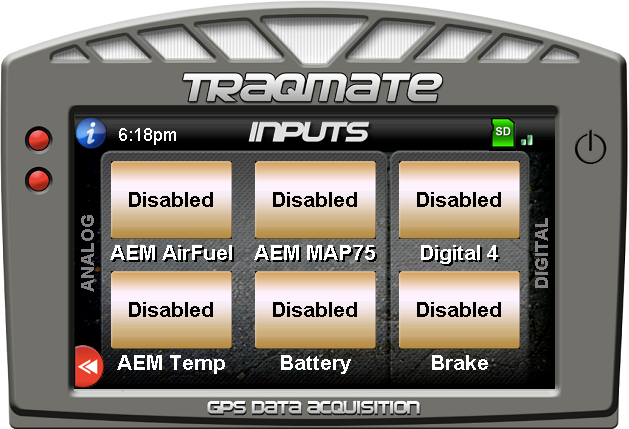 TRAQMATE
6:18pm INPUTS SD
ANALOG
DIGITAL
Disabled Disabled Disabled
AEM AirFuel AEM MAP75 Digital 4
Disabled Disabled Disabled
AEM Temp Battery Brake
GPS DATA ACQUISITION